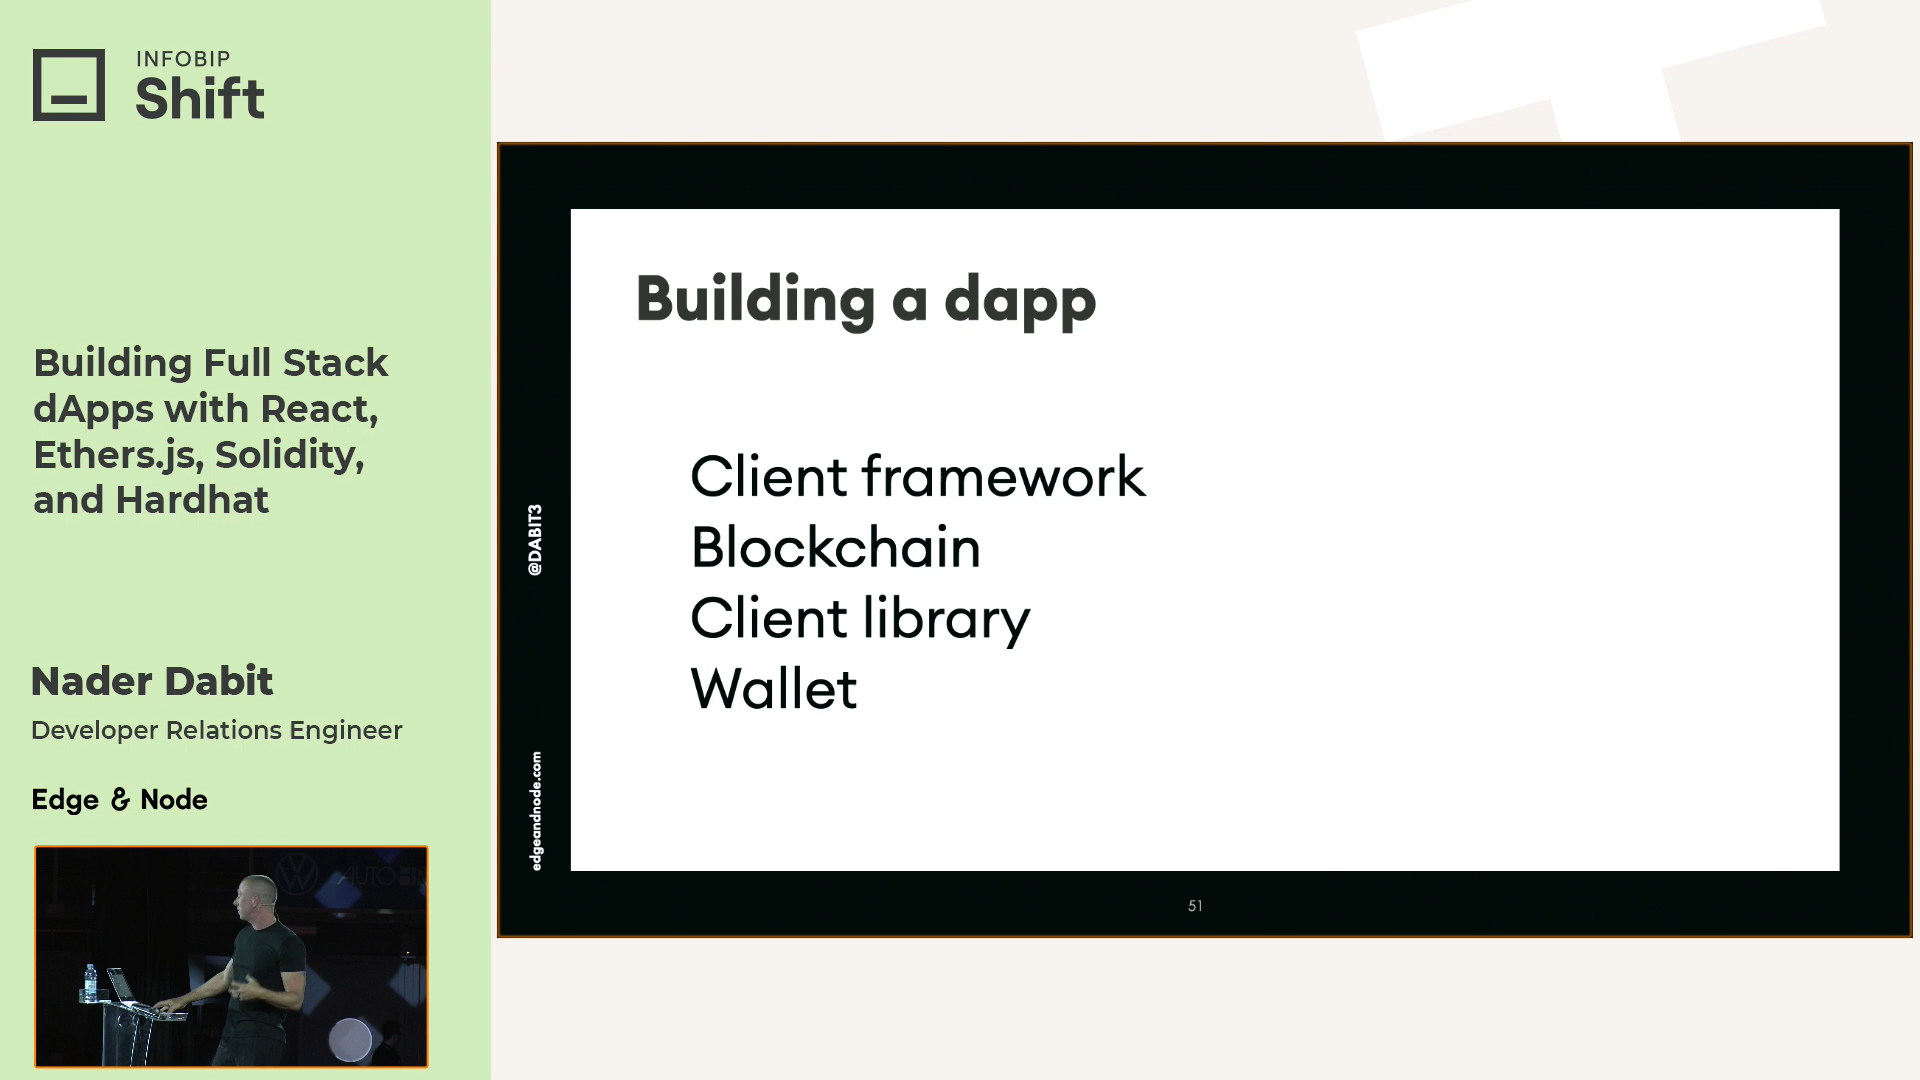 INFOBIP
Shift
Building Full Stack
dApps with React,
Ethers.js, Solidity,
and Hardhat
Nader Dabit
Developer Relations Engineer
Edge & Node
@DABIT3
edgeandnode.com
Building a dapp
Client framework
Blockchain
Client library
Wallet
51